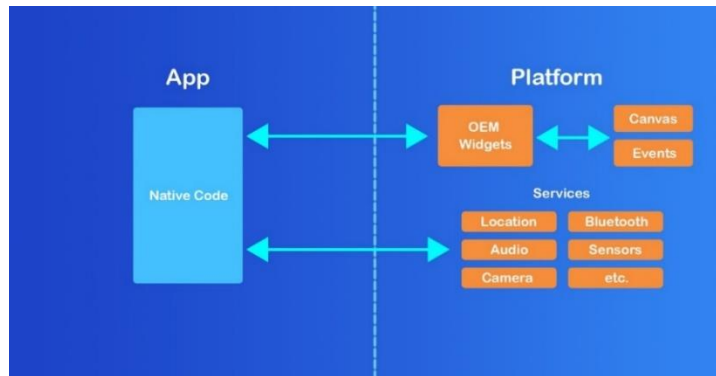 App
Platform
Native Code
OEM
Widgets
Canvas
Events
Services
Location
Bluetooth
Audio
Sensors
Camera
etc.